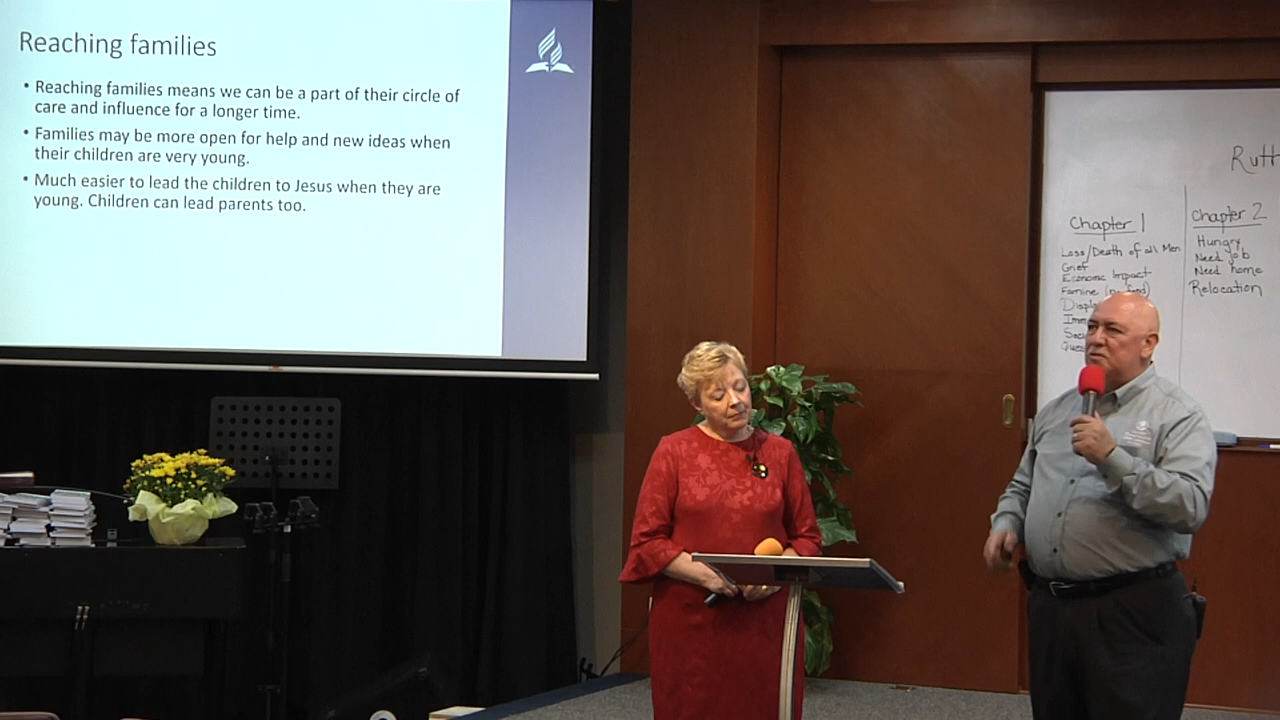 Reaching families
• Reaching families means we can be a part of their circle of
care and influence for a longer time.
• Families may be more open for help and new ideas when
their children are very young.
• Much easier to lead the children to Jesus when they are
young. Children can lead parents too.
Chapter 1
Loss/Death of all Men
Grief
Economic Impact
Famine (no food)
Chapter 2
Hungry
Need job
Need home
Relocation